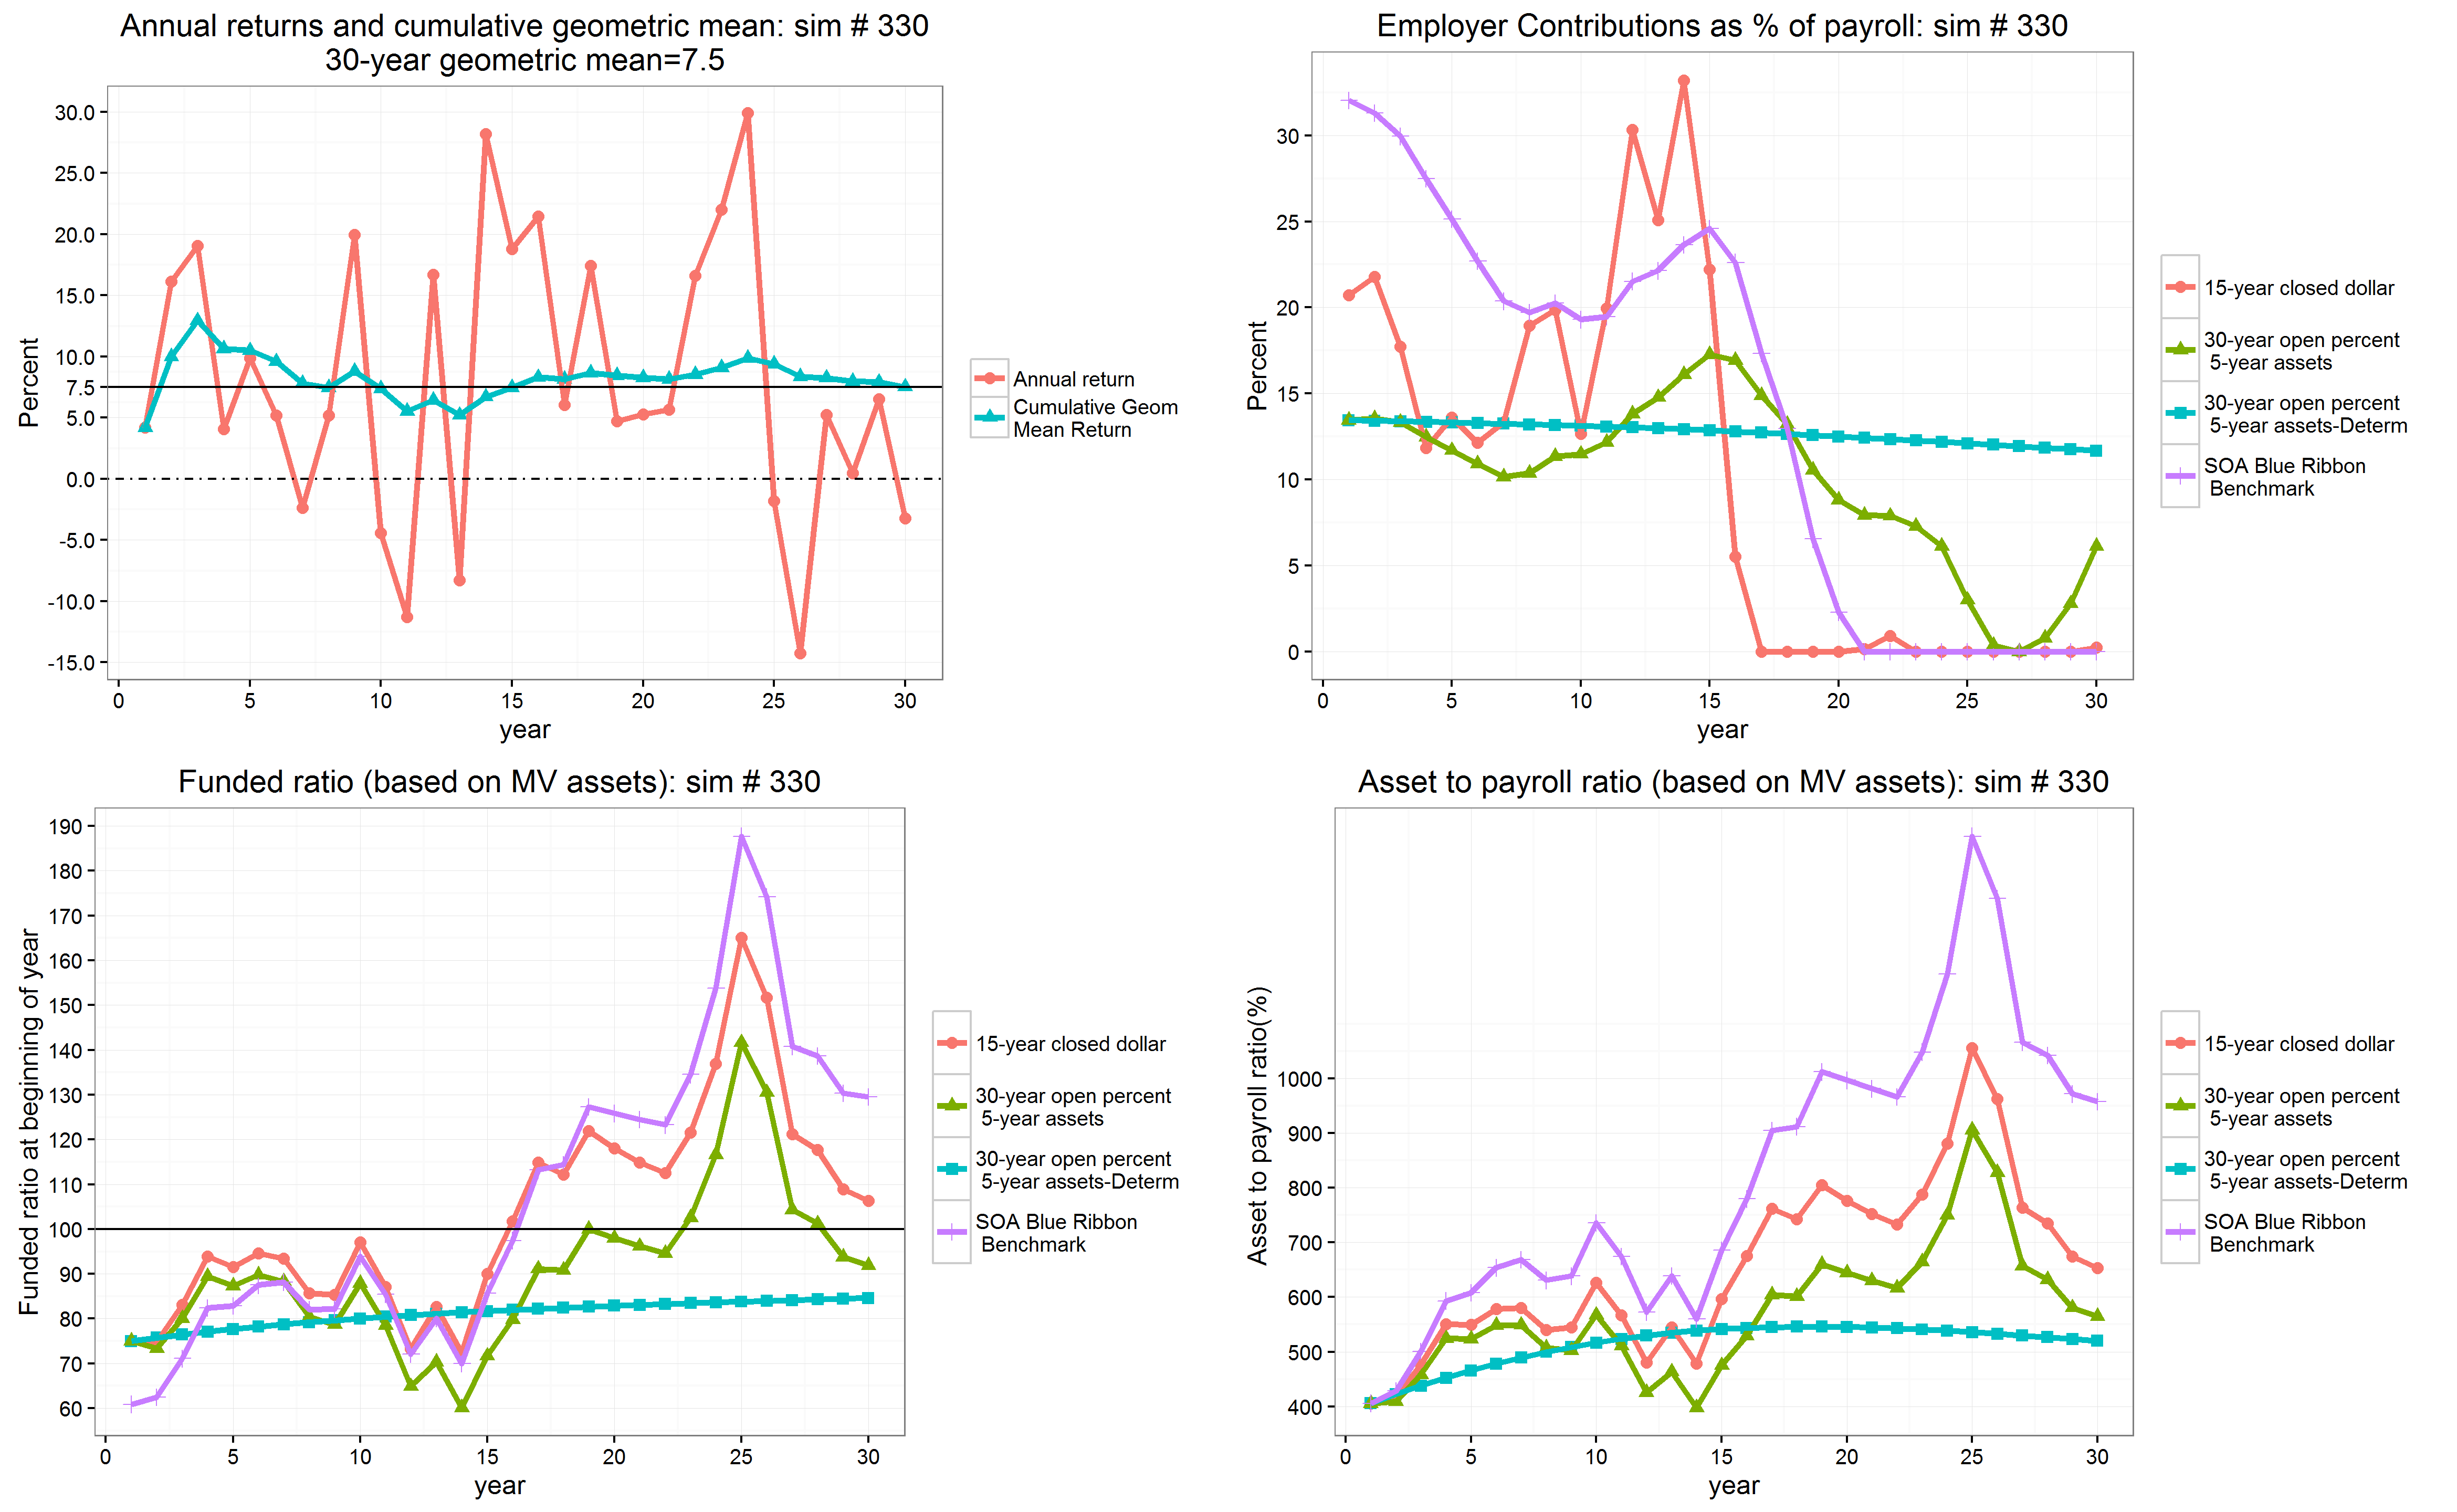 Annual returns and cumulative geometric mean: sim # 330
30-year geometric mean=7.5
Percent
30.0
25.0
20.0
15.0
10.0
7.5
5.0
0.0
-5.0
-10.0
-15.0
0 5 10 15 20 25 30
year
Annual return
Cumulative Geom
Mean Return
Employer Contributions as % of payroll: sim # 330
Percent
30
25
20
15
10
5
0
0 5 10 15 20 25 30
year
15-year closed dollar
30-year open percent
5-year assets
30-year open percent
5-year assets-Determ
SOA Blue Ribbon
Benchmark
Funded ratio (based on MV assets): sim # 330
Funded ratio at beginning of year
190
180
170
160
150
140
130
120
110
100
90
80
70
60
0 5 10 15 20 25 30
year
15-year closed dollar
30-year open percent
5-year assets
30-year open percent
5-year assets-Determ
SOA Blue Ribbon
Benchmark
Asset to payroll ratio (based on MV assets): sim # 330
Asset to payroll ratio(%)
1000
900
800
700
600
500
400
0 5 10 15 20 25 30
year
15-year closed dollar
30-year open percent
5-year assets
30-year open percent
5-year assets-Determ
SOA Blue Ribbon
Benchmark